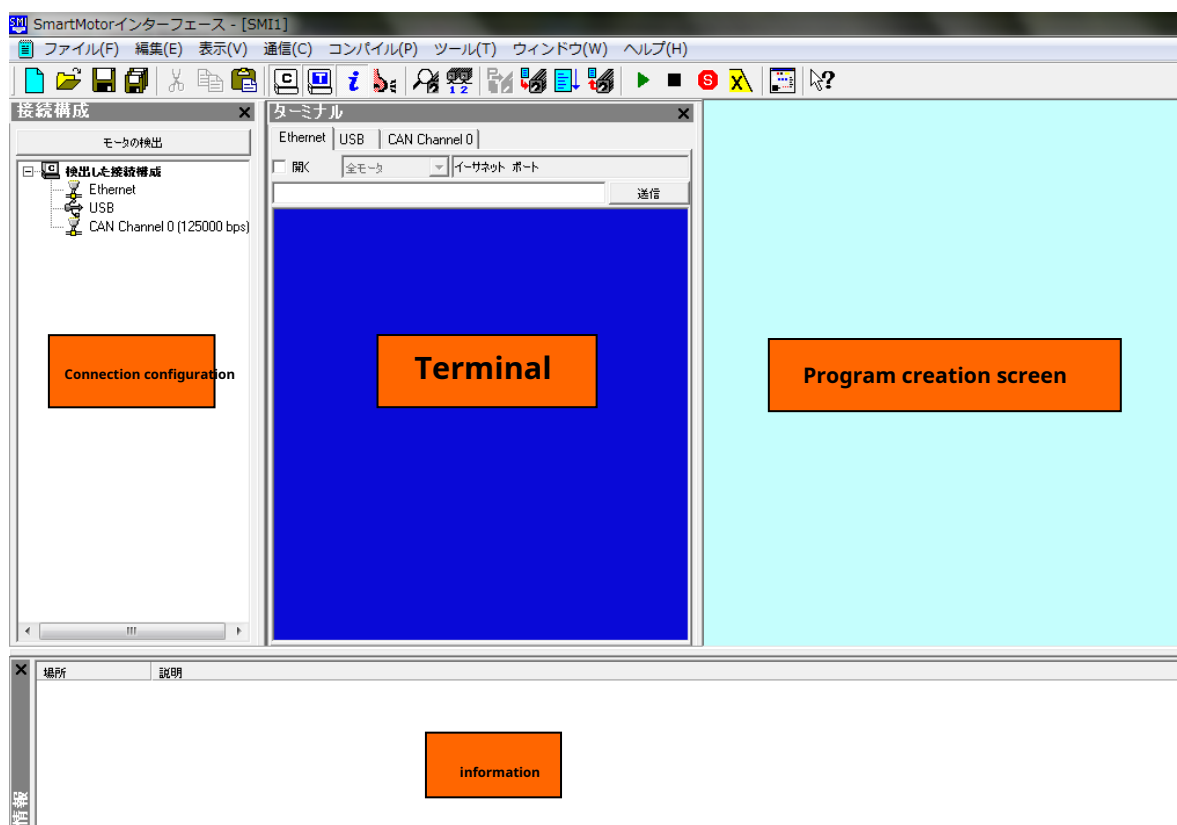 SmartMotorインターフェース - [SMI1]
ファイル(F) 編集(E) 表示(V) 通信(C) コンパイル(P) ツール(T) ウィンドウ(W) ヘルプ(H)
接続構成
モータの検出
検出した接続構成
Ethernet
USB
CAN Channel 0 (125000 bps)
Connection configuration
ターミナル
Ethernet USB CAN Channel 0
開く 全モータ イーサネット ポート
送信
Terminal
Program creation screen
場所 説明
information
情報